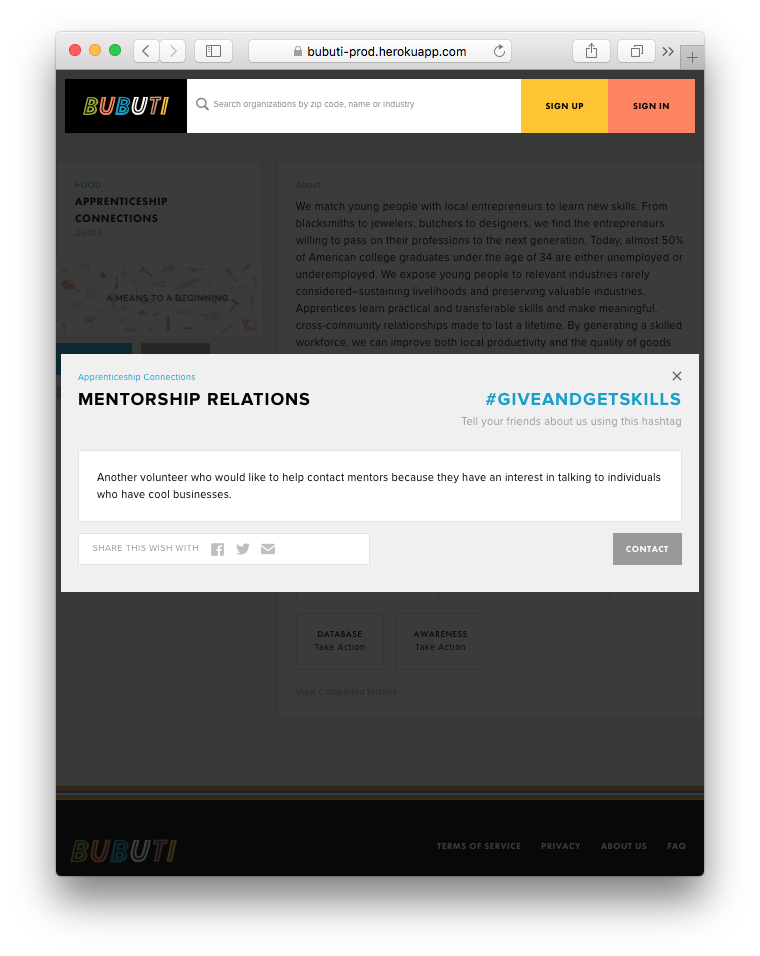 bubuti-prod.herokuapp.com
BUBUTI
Search organizations by zip code, name or industry
SIGN UP
SIGN IN
FOOD
APPRENTICESHIP
CONNECTIONS
29403
A MEANS TO A BEGINNING
About
We match young people with local entrepreneurs to learn new skills. From
blacksmiths to jewelers, butchers to designers, we find the entrepreneurs
willing to pass on their professions to the next generation. Today, almost 50%
of American college graduates under the age of 34 are either unemployed or
underemployed. We expose young people to relevant industries rarely
considered–sustaining livelihoods and preserving valuable industries.
Apprentices learn practical and transferable skills and make meaningful,
cross-community relationships made to last a lifetime. By generating a skilled
workforce, we can improve both local productivity and the quality of goods
Apprenticeship Connections
MENTORSHIP RELATIONS
#GIVEANDGETSKILLS
Tell your friends about us using this hashtag
Another volunteer who would like to help contact mentors because they have an interest in talking to individuals
who have cool businesses.
SHARE THIS WISH WITH
CONTACT
DATABASE
Take Action
AWARENESS
Take Action
View Completed Wishes
BUBUTI
TERMS OF SERVICE
PRIVACY
ABOUT US
FAQ